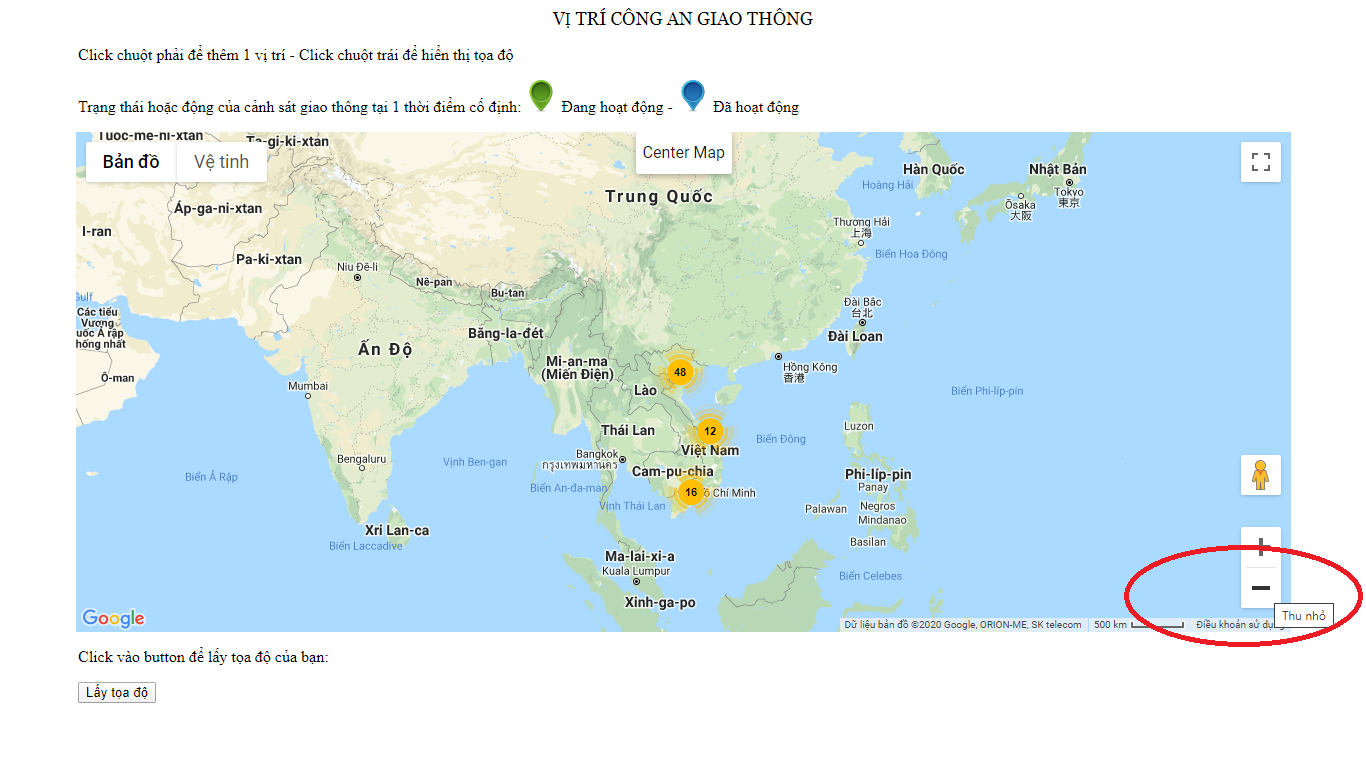 VỊ TRÍ CÔNG AN GIAO THÔNG
Click chuột phải để thêm 1 vị trí - Click chuột trái để hiển thị tọa độ
Trạng thái hoặc động của cảnh sát giao thông tại 1 thời điểm cố định: Đang hoạt động - Đã hoạt động
Tuốc-mê-ni-xtan
Ta-gi-ki-xtan
Bản đồ Vệ tinh
Center Map
Hàn Quốc
Nhật Bản
Hoàng Hải
Tokyo
東京
Trung Quốc
Ōsaka
大阪
Áp-ga-ni-xtan
Thượng Hải
上海
I-ran
Biển Hoa Đông
Pa-ki-xtan
Niu Đê-li
Nê-pan
Bu-tan
Gulf
Các tiểu
Vương
quốc Ả rập
thống nhất
Đài Bắc
台北
Băng-la-đét
Đài Loan
Ấn Độ
Mi-an-ma
(Miến Điện)
48
Hồng Kông
香港
Ô-man
Mumbai
Lào
Biển Phi-líp-pin
Thái Lan
12
Luzon
Biển Đông
Việt Nam
Bangkok
กรุงเทพมหานคร
Bengaluru
Vịnh Ben-gan
Cam-pu-chia
Biển Ả Rập
Biển An-đa-man
16
Chí Minh
Vịnh Thái Lan
Phi-líp-pin
Panay
Palawan
Negros
Mindanao
Xri Lan-ca
Biển Laccadive
Basilan
Ma-lai-xi-a
Kuala Lumpur
Biển Celebes
Xinh-ga-po
Google
Dữ liệu bản đồ ©2020 Google, ORION-ME, SK telecom 500 km Điều khoản sử dụng
Thu nhỏ
Click vào button để lấy tọa độ của bạn:
Lấy tọa độ